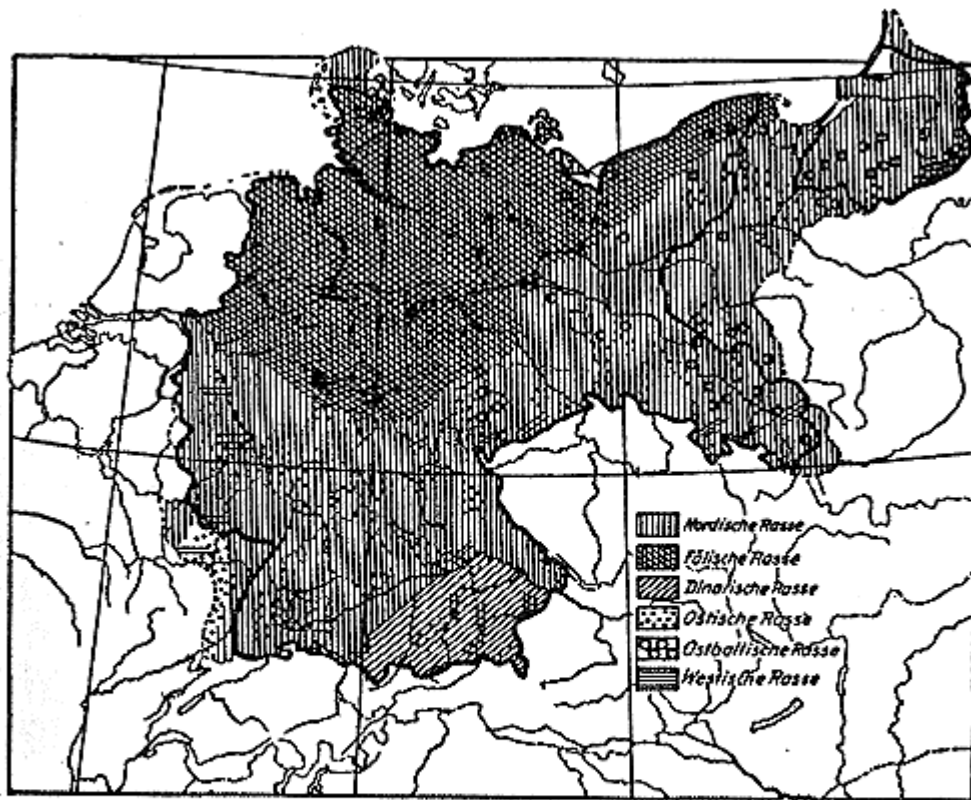 Nordische Rasse
Fälische Rasse
Dinarische Rasse
Ostische Rasse
Ostbaltische Rasse
Westische Rasse